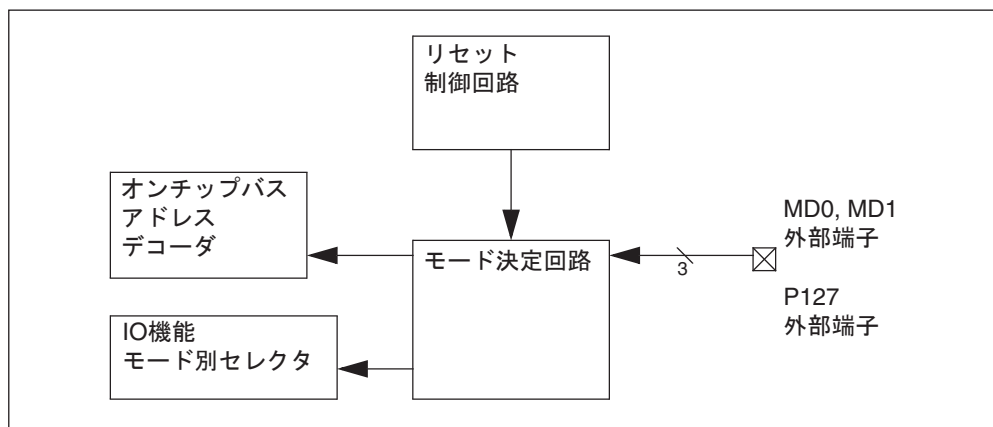 リセット
制御回路
オンチップバス
アドレス
デコーダ
モード決定回路
3
MD0, MD1
外部端子
P127
外部端子
IO機能
モード別セレクタ